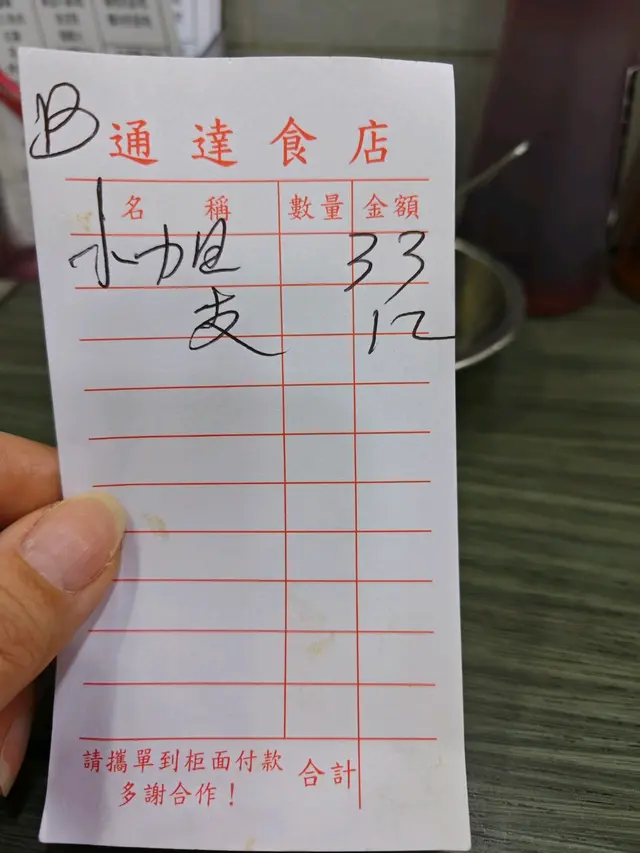 通達食店
名稱 數量 金額
33
支 12
請攜單到柜面付款
多謝合作！
合計